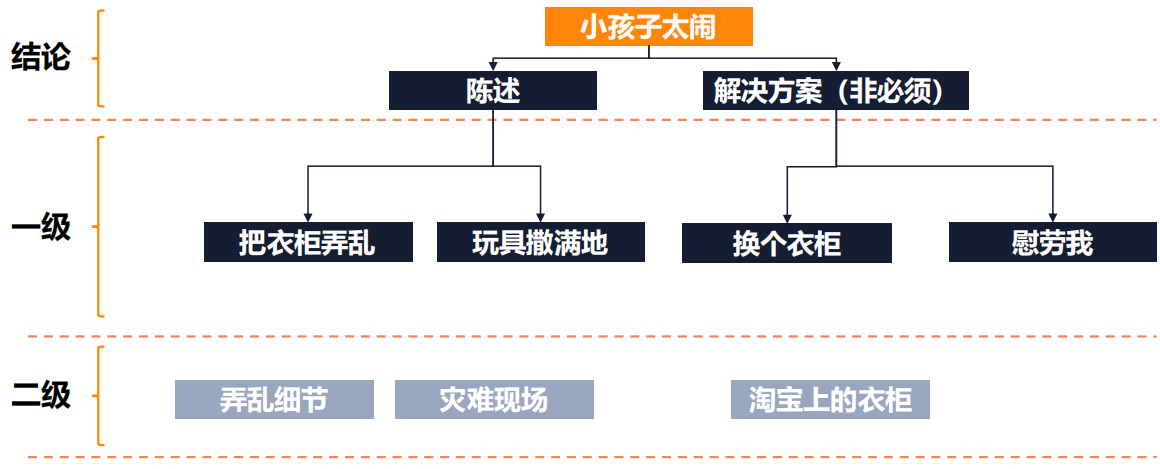 小孩子太闹
结论
陈述
解决方案（非必须）
一级
把衣柜弄乱
玩具撒满地
换个衣柜
慰劳我
二级
弄乱细节
灾难现场
淘宝上的衣柜